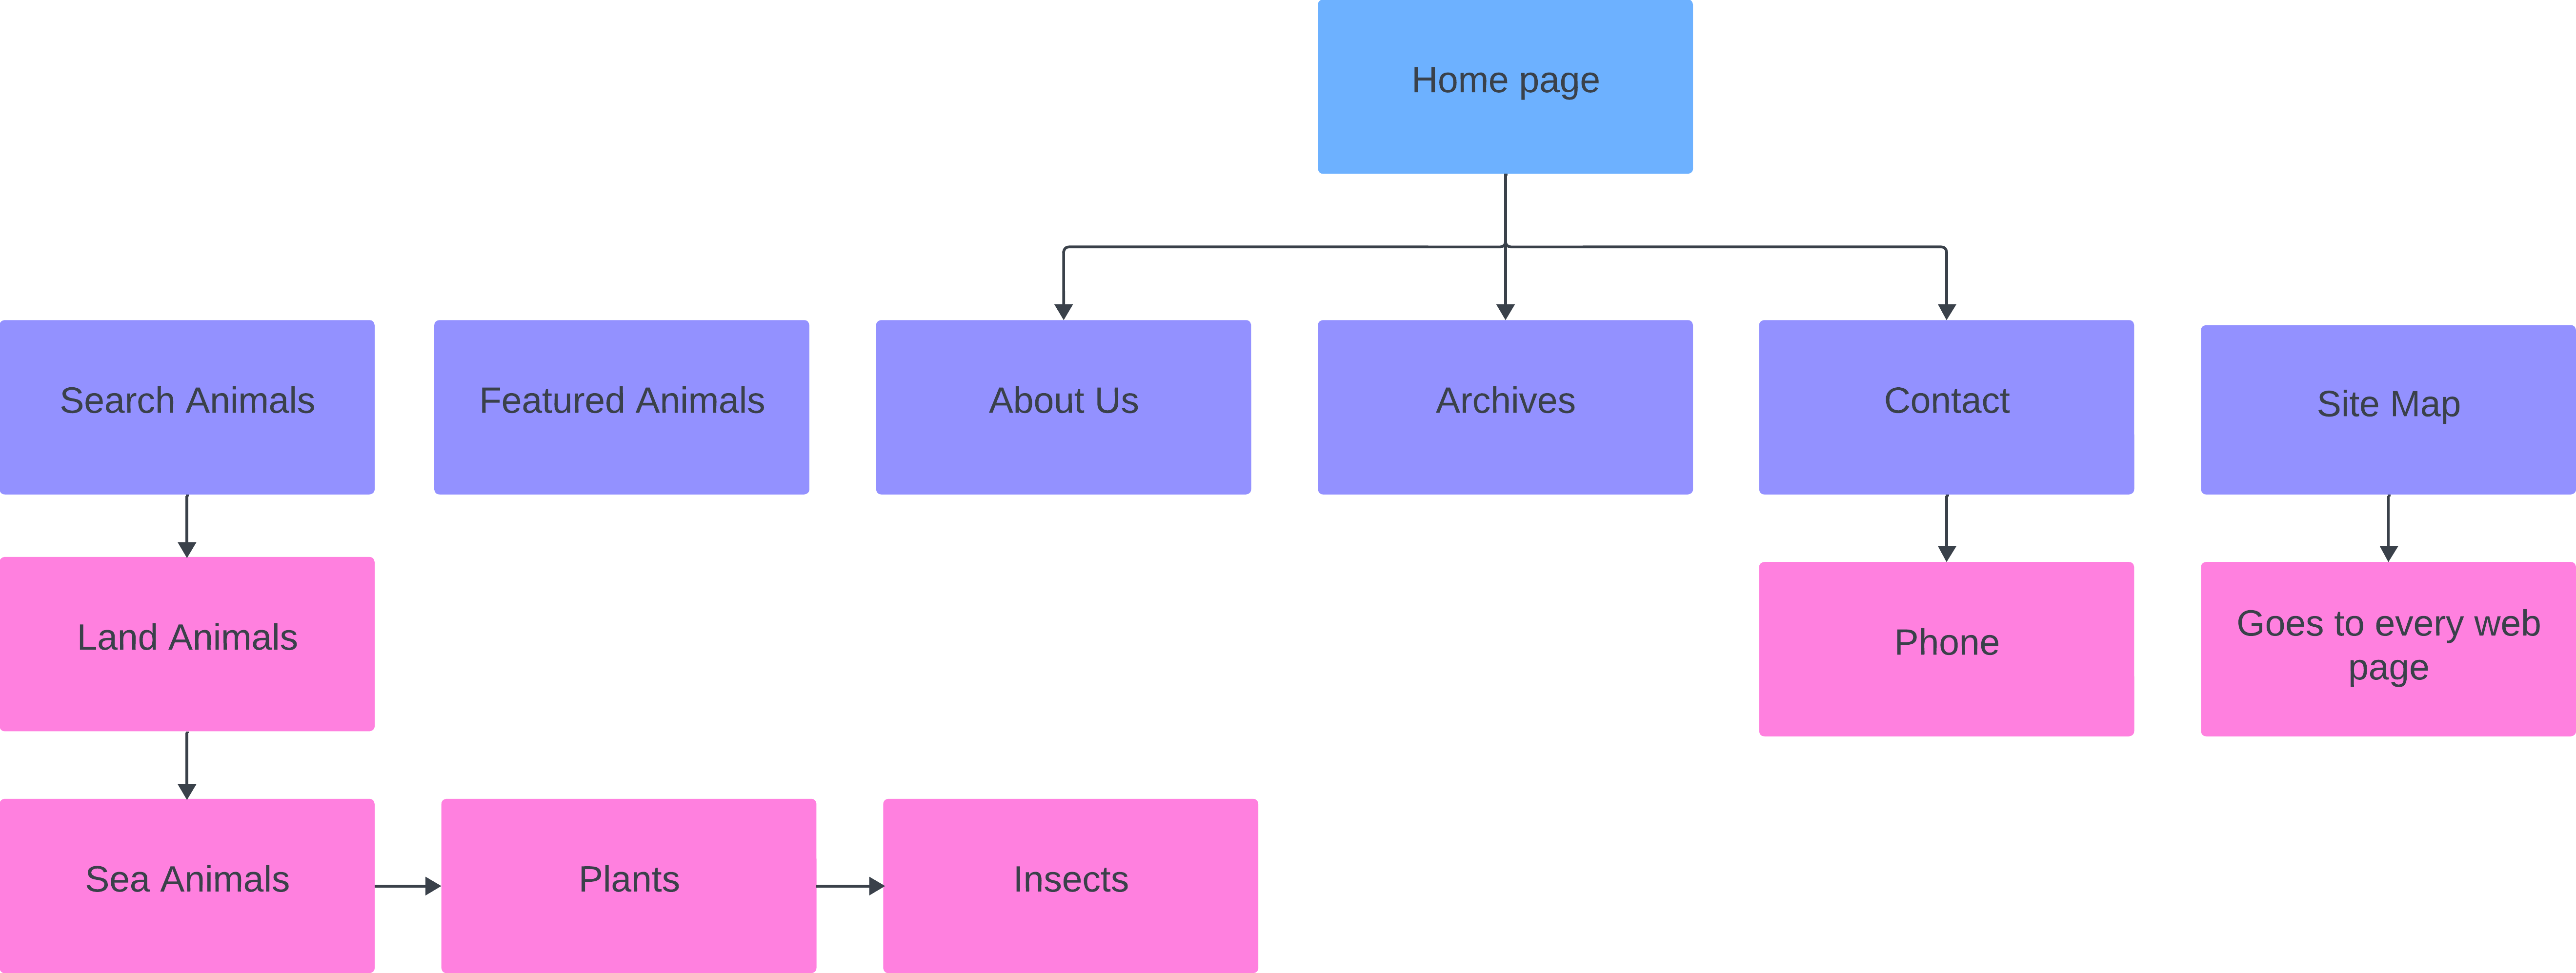 Home page
Search Animals
Featured Animals
About Us
Archives
Contact
Site Map
Land Animals
Phone
Goes to every web
page
Sea Animals
Plants
Insects